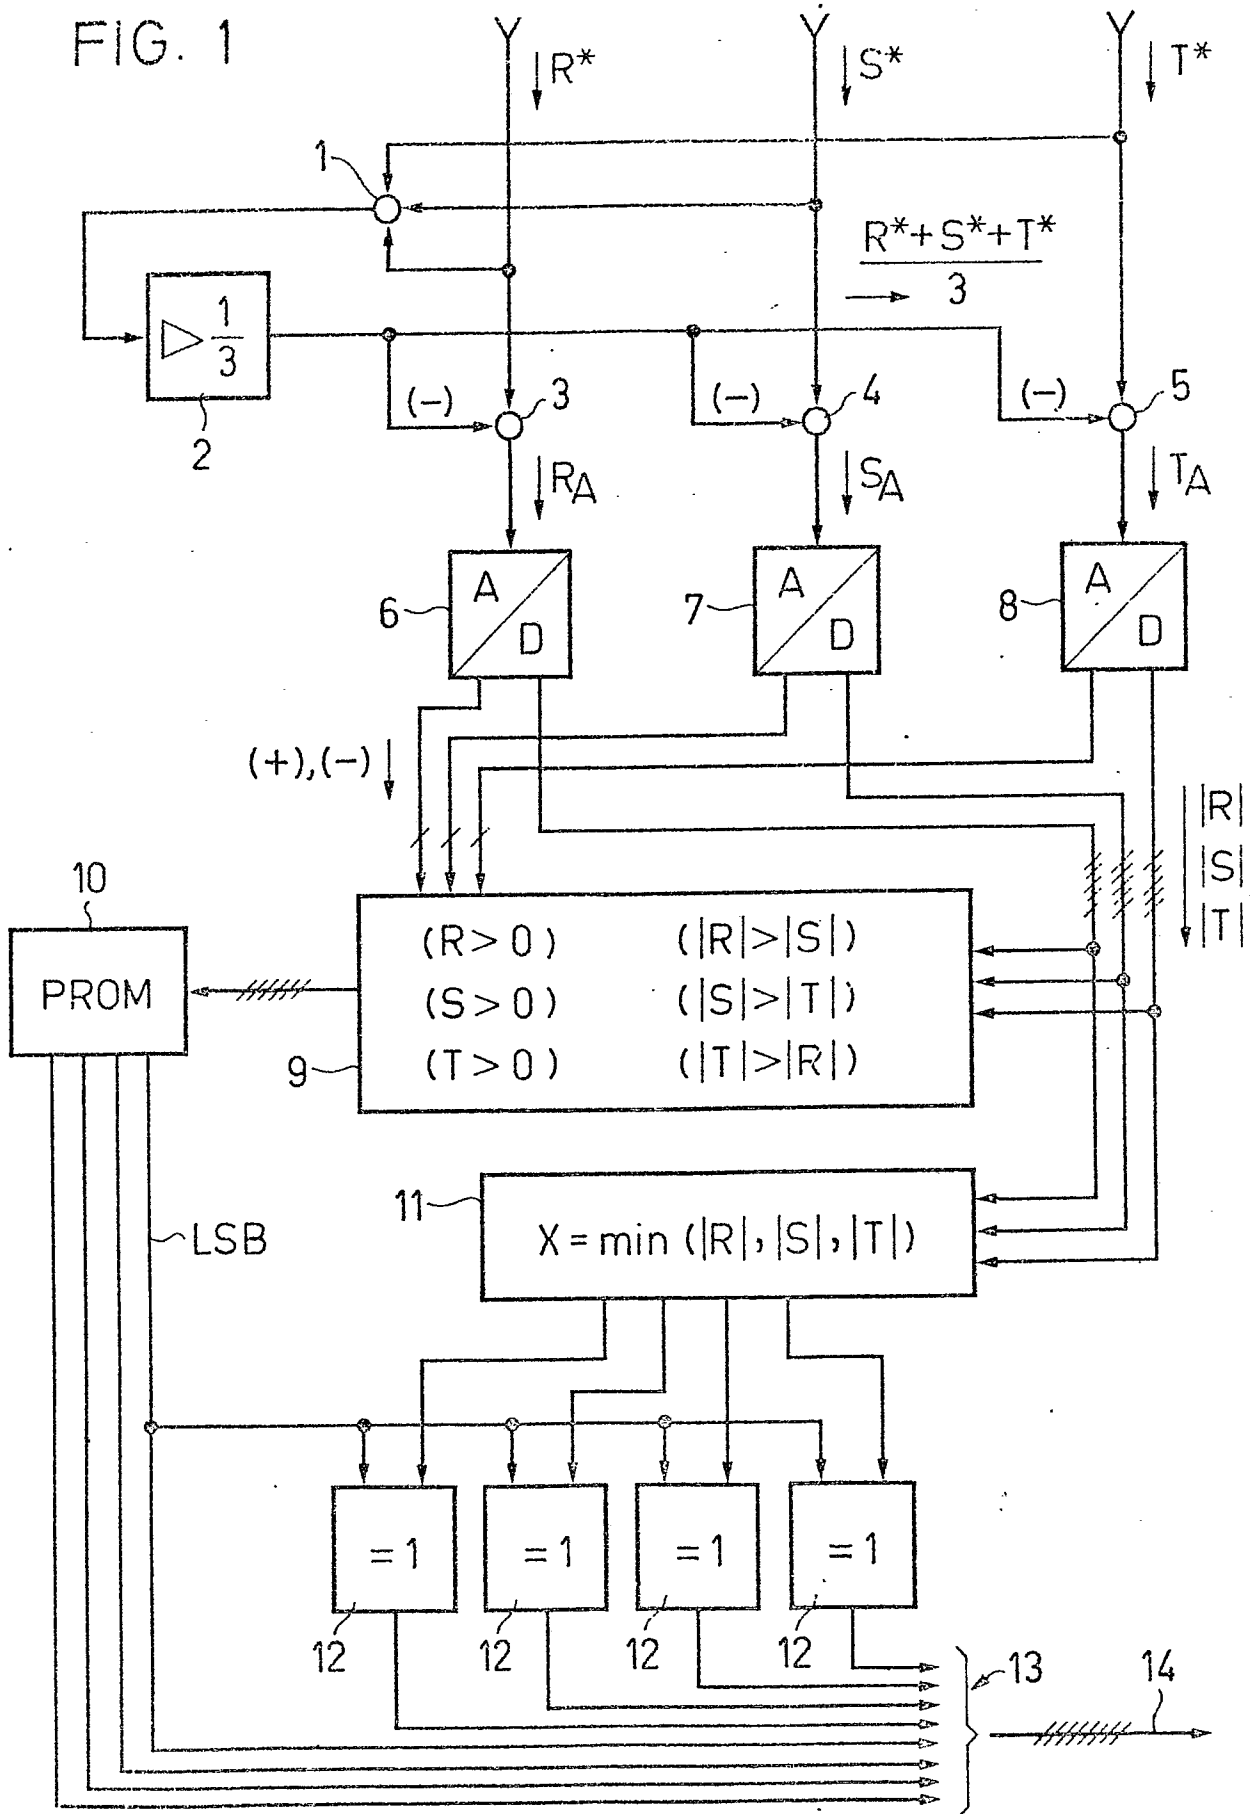 FIG. 1
R* S* T*
1
R*+S*+T*
3
1
3
2
(-) 3 (-) 4 (-) 5
RA SA TA
A D A D A D
6 7 8
(+),(-)
|R|
|S|
|T|
10
PROM
(R>0) (|R|>|S|)
(S>0) (|S|>|T|)
(T>0) (|T|>|R|)
9
11
X=min (|R|,|S|,|T|)
LSB
=1 =1 =1 =1
12 12 12 12
13 14